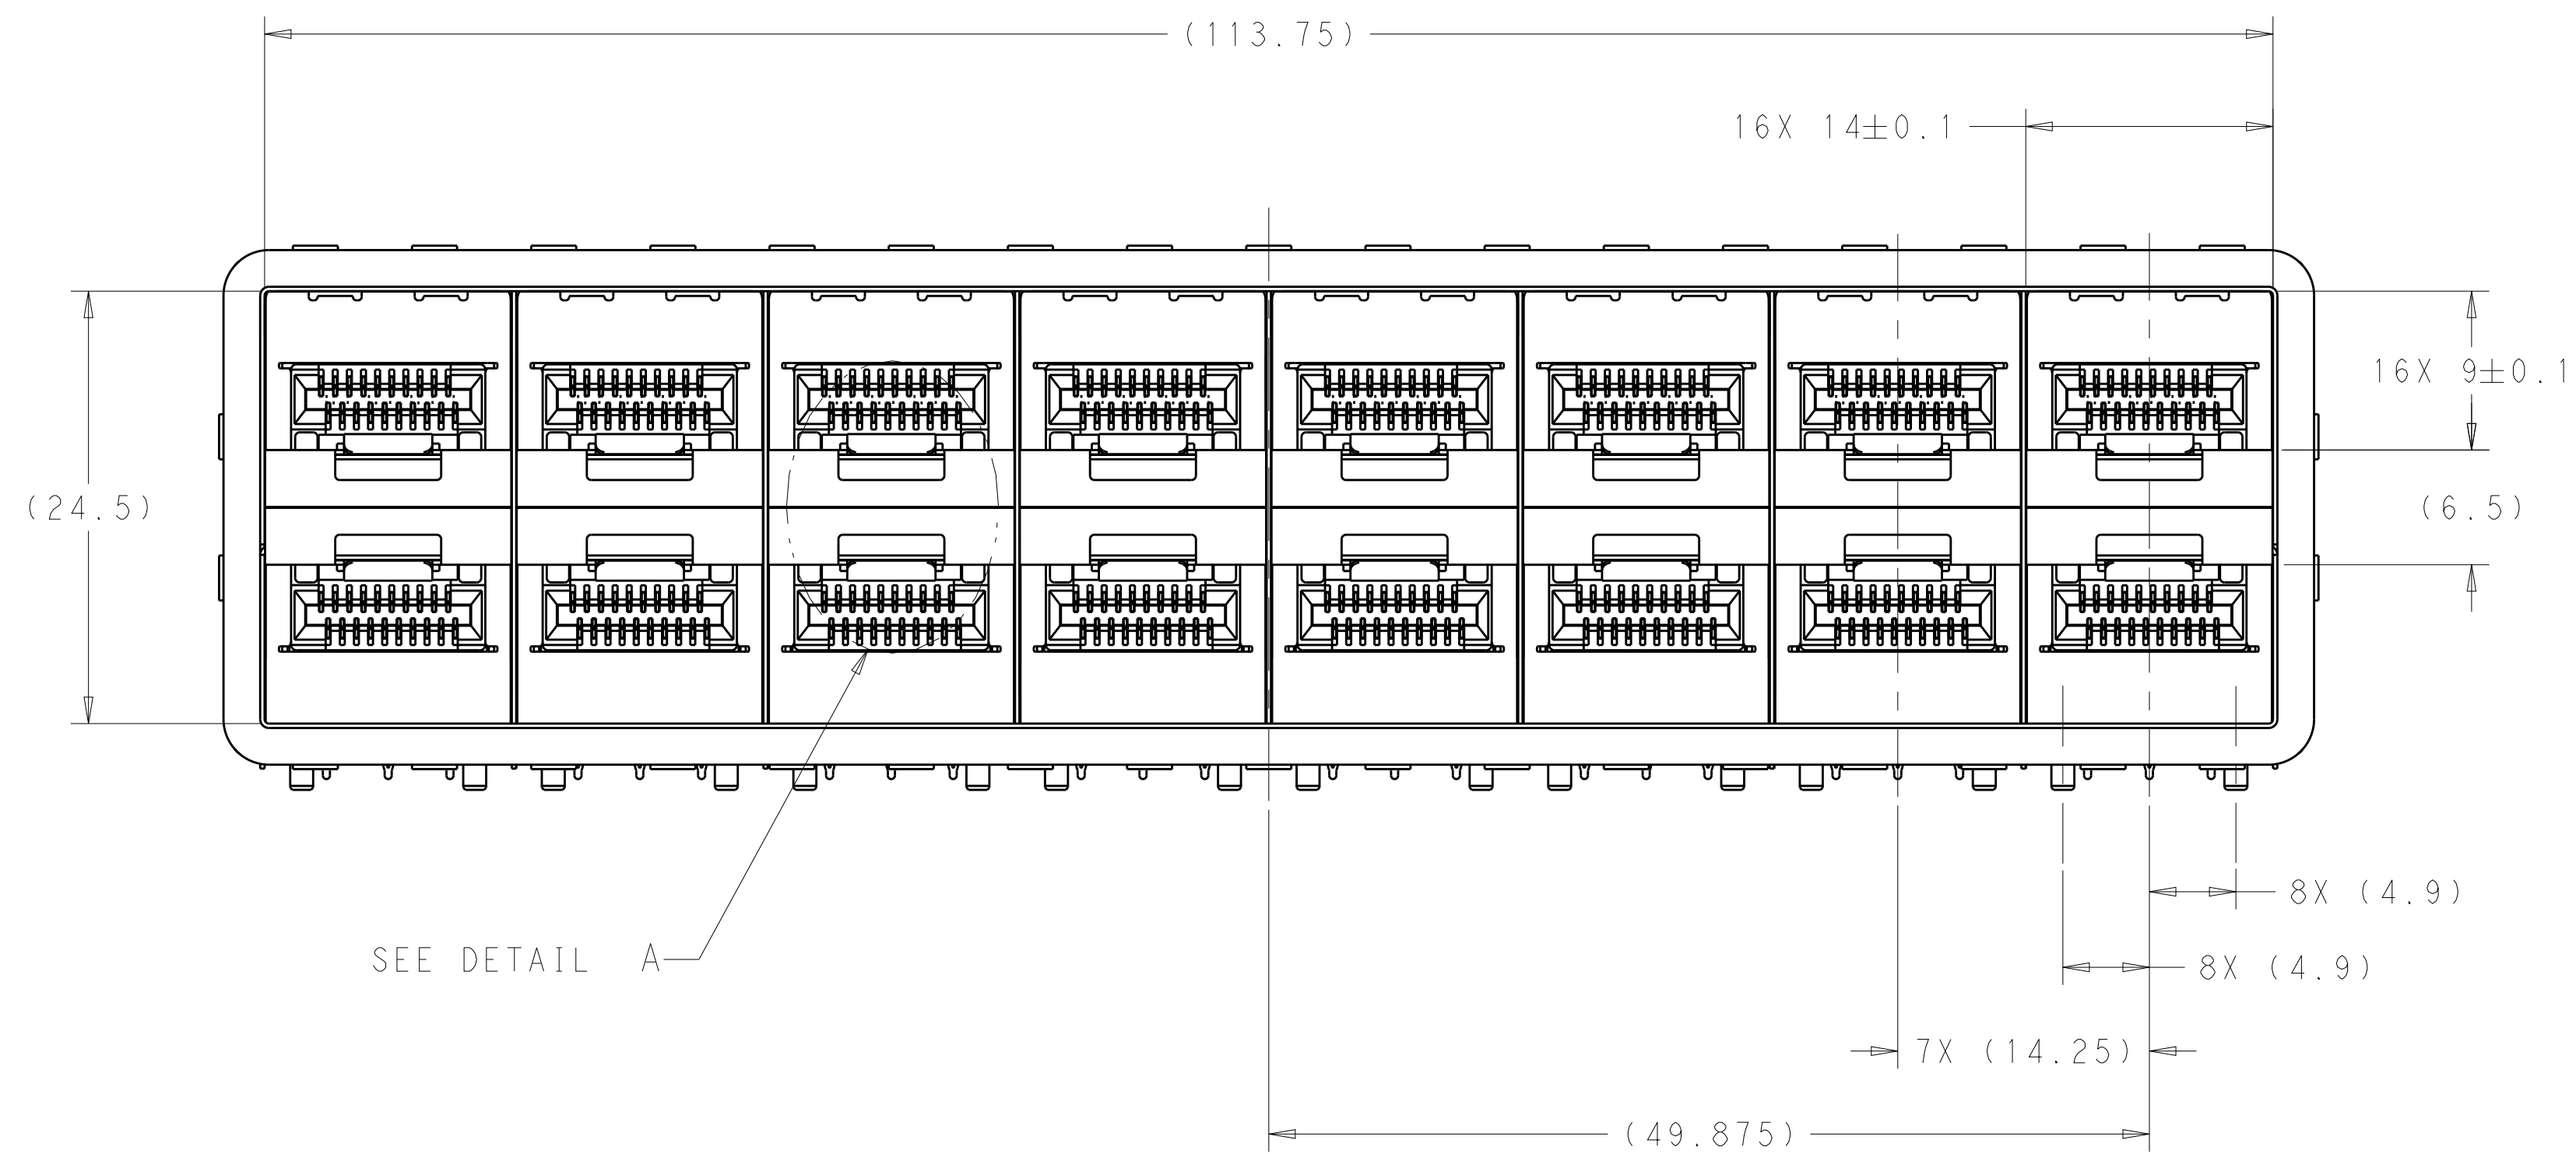 (113.75)
16X 14±0.1
16X 9±0.1
(24.5)
(6.5)
8X (4.9)
SEE DETAIL A
8X (4.9)
7X (14.25)
(49.875)